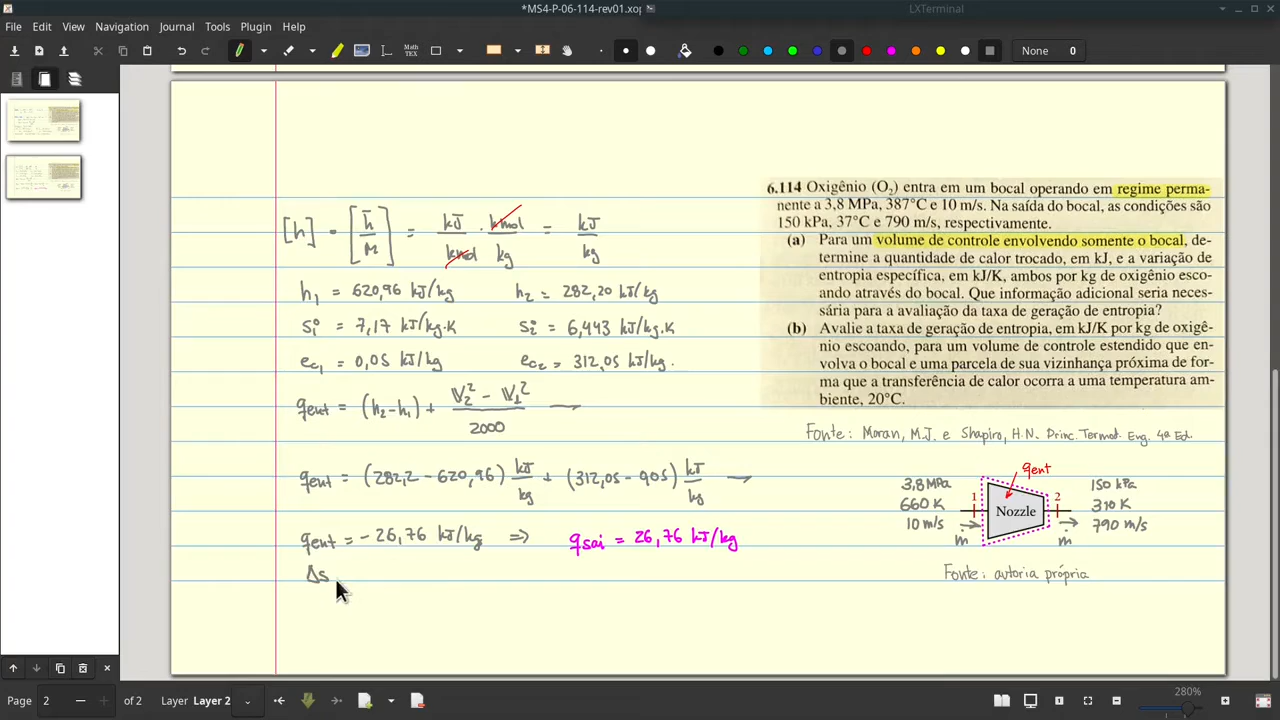 *MS4-P-06-114-rev01.xop
LXTerminal
File Edit View Navigation Journal Tools Plugin Help
None 0
6.114 Oxigênio (O₂) entra em um bocal operando em regime perma-
nente a 3,8 MPa, 387°C e 10 m/s. Na saída do bocal, as condições são
150 kPa, 37°C e 790 m/s, respectivamente.
(a) Para um volume de controle envolvendo somente o bocal, de-
termine a quantidade de calor trocado, em kJ, e a variação de
entropia específica, em kJ/K, ambos por kg de oxigênio esco-
ando através do bocal. Que informação adicional seria neces-
sária para a avaliação da taxa de geração de entropia?
(b) Avalie a taxa de geração de entropia, em kJ/K por kg de oxigê-
nio escoando, para um volume de controle estendido que en-
volva o bocal e uma parcela de sua vizinhança próxima de for-
ma que a transferência de calor ocorra a uma temperatura am-
biente, 20°C.
Fonte: Moran, M.J. e Shapiro, H.N. Princ. Termod. Eng. 4ª Ed.
[h] = [h̄/M] = kJ/kmol · kmol/kg = kJ/kg
h₁ = 620,96 kJ/kg h₂ = 282,20 kJ/kg
s₁° = 7,17 kJ/kg.K s₂° = 6,443 kJ/kg.K
ec₁ = 0,05 kJ/kg ec₂ = 312,05 kJ/kg.
qent = (h₂-h₁) + (V₂² - V₁²)/2000
qent = (282,2 - 620,96) kJ/kg + (312,05 - 0,05) kJ/kg
qent = - 26,76 kJ/kg ⇒ qsai = 26,76 kJ/kg
Δs
qent
3,8 MPa
660 K
10 m/s
ṁ
1
Nozzle
2
150 kPa
310 K
790 m/s
ṁ
Fonte: autoria própria
Page 2 of 2 Layer Layer 2
280%